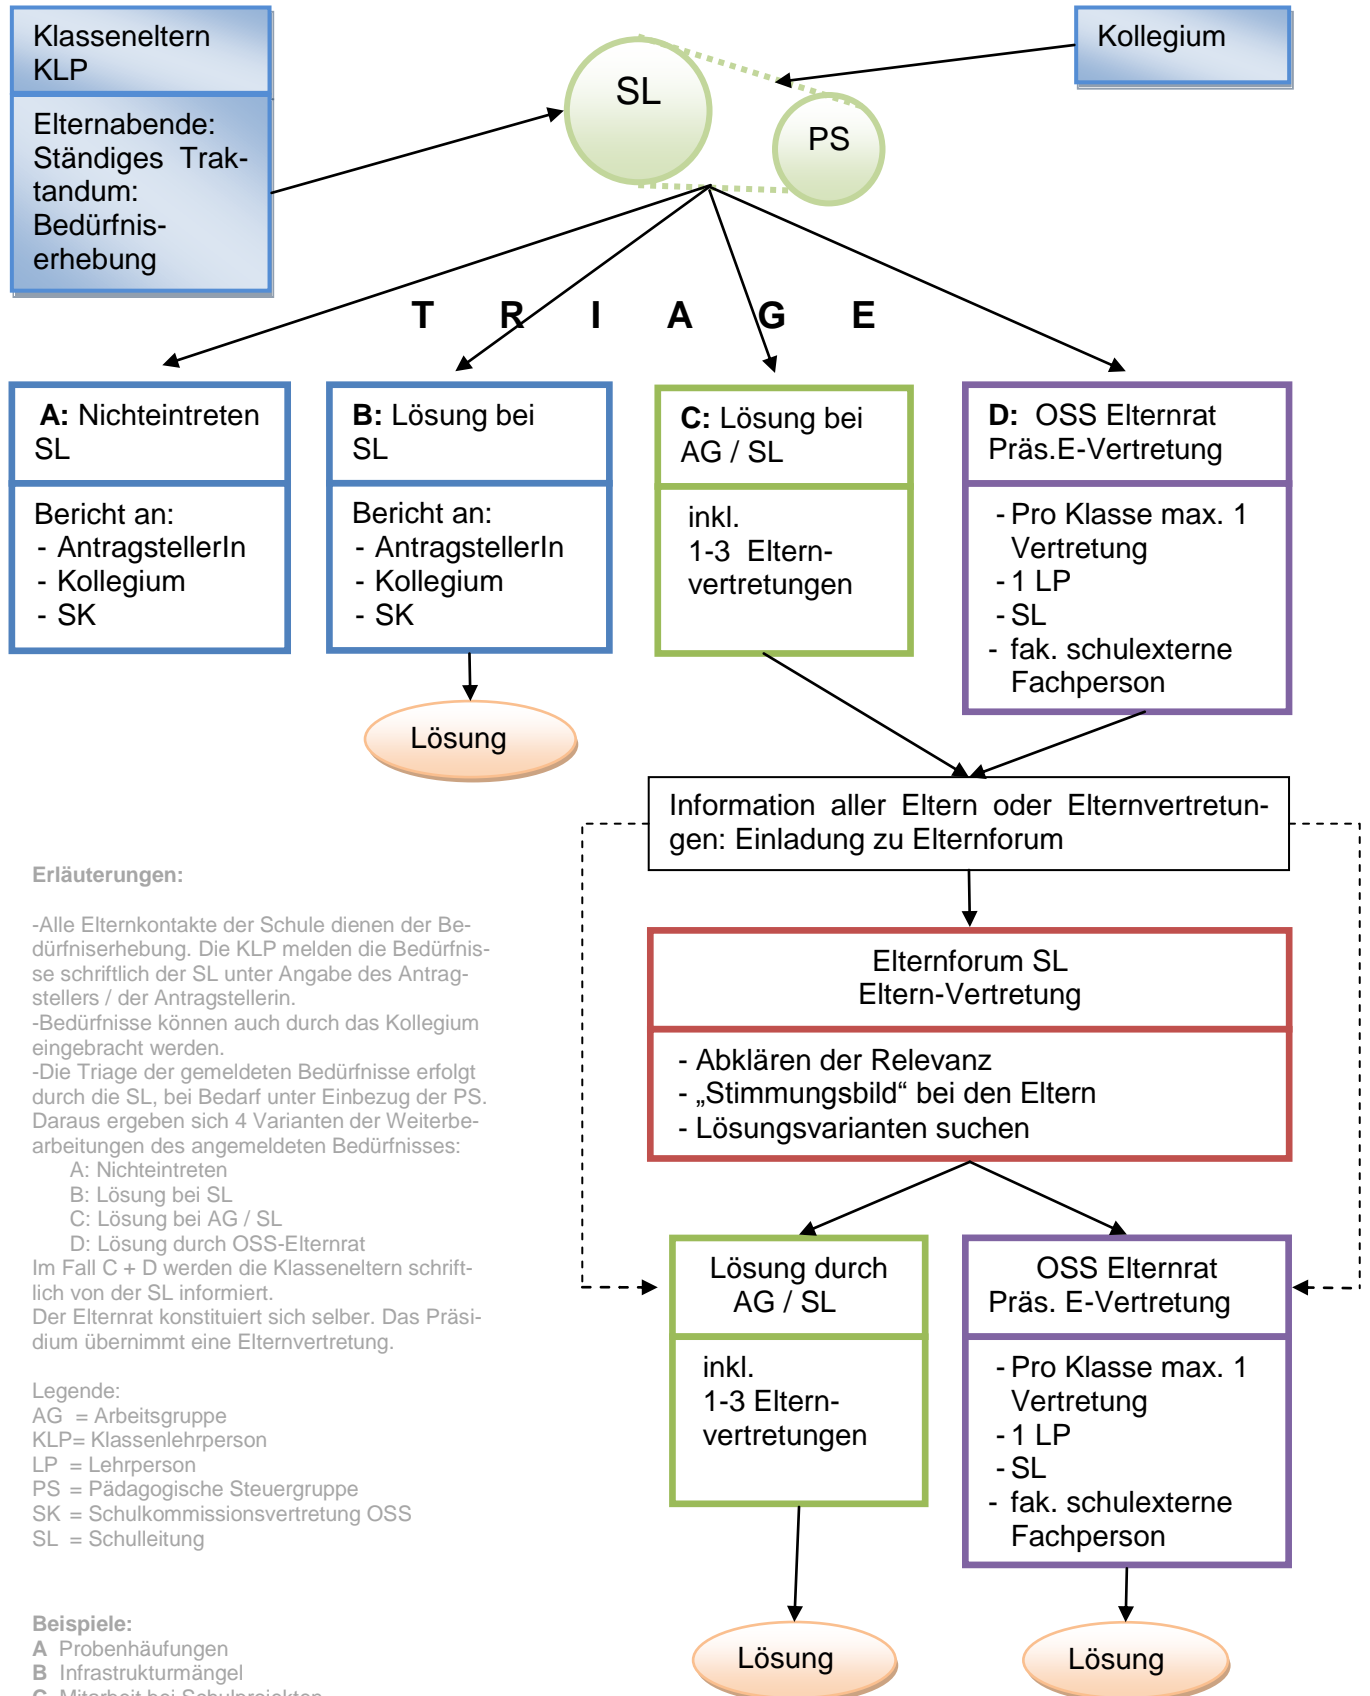 Klasseneltern
KLP
Elternabende:
Ständiges Trak-
tandum:
Bedürfnis-
erhebung
SL
PS
Kollegium
T R I A G E
A: Nichteintreten
SL
Bericht an:
- AntragstellerIn
- Kollegium
- SK
B: Lösung bei
SL
Bericht an:
- AntragstellerIn
- Kollegium
- SK
Lösung
C: Lösung bei
AG / SL
inkl.
1-3 Eltern-
vertretungen
D: OSS Elternrat
Präs.E-Vertretung
- Pro Klasse max. 1
Vertretung
- 1 LP
- SL
- fak. schulexterne
Fachperson
Information aller Eltern oder Elternvertretun-
gen: Einladung zu Elternforum
Elternforum SL
Eltern-Vertretung
- Abklären der Relevanz
- „Stimmungsbild“ bei den Eltern
- Lösungsvarianten suchen
Lösung durch
AG / SL
inkl.
1-3 Eltern-
vertretungen
OSS Elternrat
Präs. E-Vertretung
- Pro Klasse max. 1
Vertretung
- 1 LP
- SL
- fak. schulexterne
Fachperson
Lösung
Lösung
Erläuterungen:
-Alle Elternkontakte der Schule dienen der Be-
dürfniserhebung. Die KLP melden die Bedürfnis-
se schriftlich der SL unter Angabe des Antrag-
stellers / der Antragstellerin.
-Bedürfnisse können auch durch das Kollegium
eingebracht werden.
-Die Triage der gemeldeten Bedürfnisse erfolgt
durch die SL, bei Bedarf unter Einbezug der PS.
Daraus ergeben sich 4 Varianten der Weiterbe-
arbeitungen des angemeldeten Bedürfnisses:
A: Nichteintreten
B: Lösung bei SL
C: Lösung bei AG / SL
D: Lösung durch OSS-Elternrat
Im Fall C + D werden die Klasseneltern schrift-
lich von der SL informiert.
Der Elternrat konstituiert sich selber. Das Präsi-
dium übernimmt eine Elternvertretung.
Legende:
AG = Arbeitsgruppe
KLP= Klassenlehrperson
LP = Lehrperson
PS = Pädagogische Steuergruppe
SK = Schulkommissionsvertretung OSS
SL = Schulleitung
Beispiele:
A Probenhäufungen
B Infrastrukturmängel
C Mitarbeit bei Schulprojekten